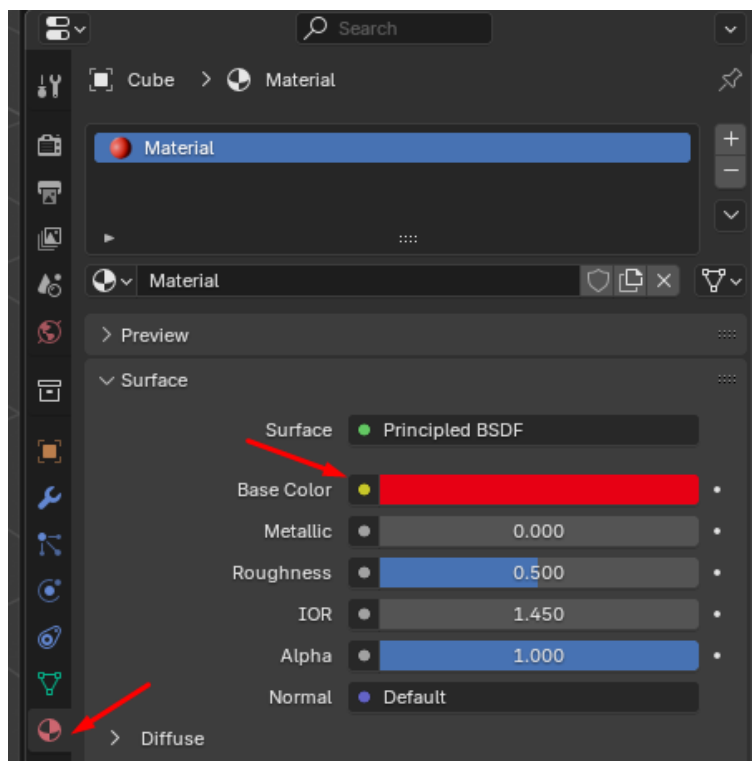 Search
Cube > Material
Material
Material
Preview
Surface
Surface Principled BSDF
Base Color
Metallic 0.000
Roughness 0.500
IOR 1.450
Alpha 1.000
Normal Default
Diffuse